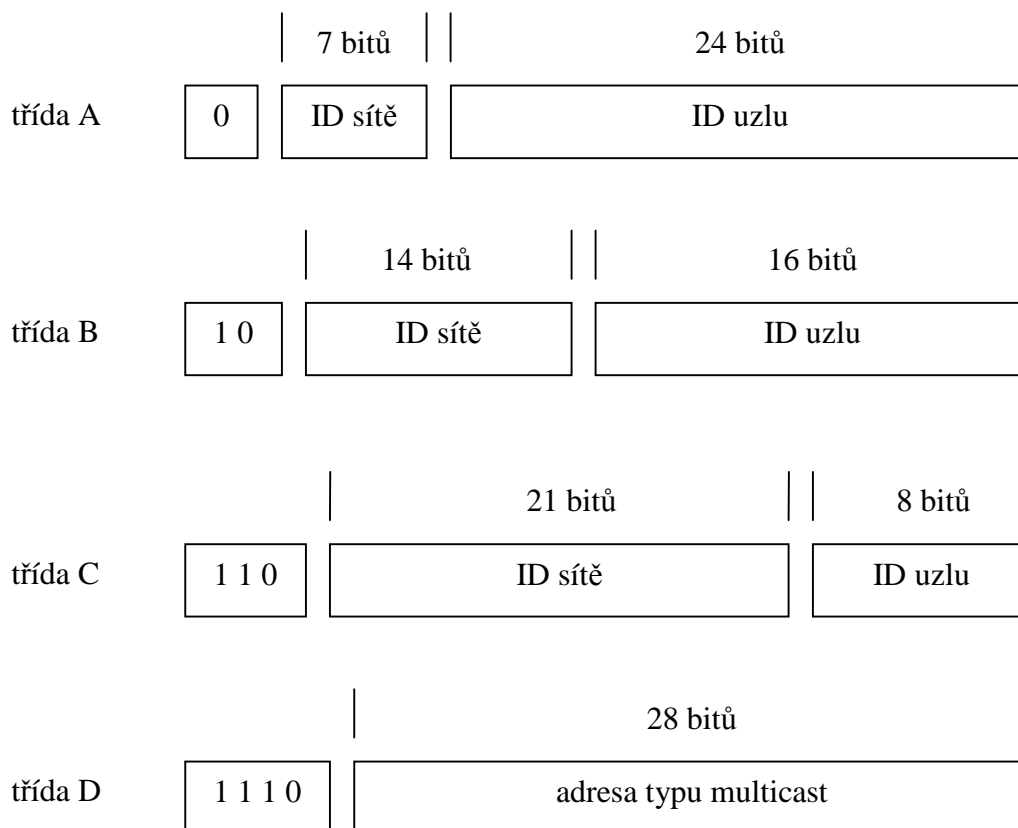 7 bitů 24 bitů
třída A 0 ID sítě ID uzlu
14 bitů 16 bitů
třída B 1 0 ID sítě ID uzlu
21 bitů 8 bitů
třída C 1 1 0 ID sítě ID uzlu
28 bitů
třída D 1 1 1 0 adresa typu multicast